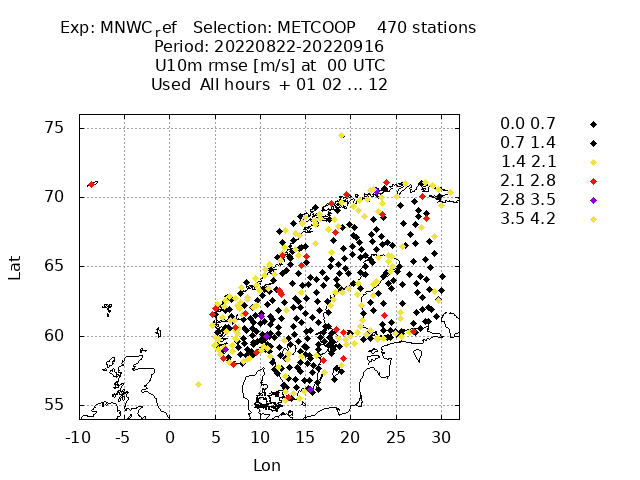 Exp: MNWCref Selection: METCOOP 470 stations
Period: 20220822-20220916
U10m rmse [m/s] at 00 UTC
Used All hours + 01 02 ... 12
0.0 0.7
0.7 1.4
1.4 2.1
2.1 2.8
2.8 3.5
3.5 4.2
75
70
65
60
55
Lat
-10 -5 0 5 10 15 20 25 30
Lon